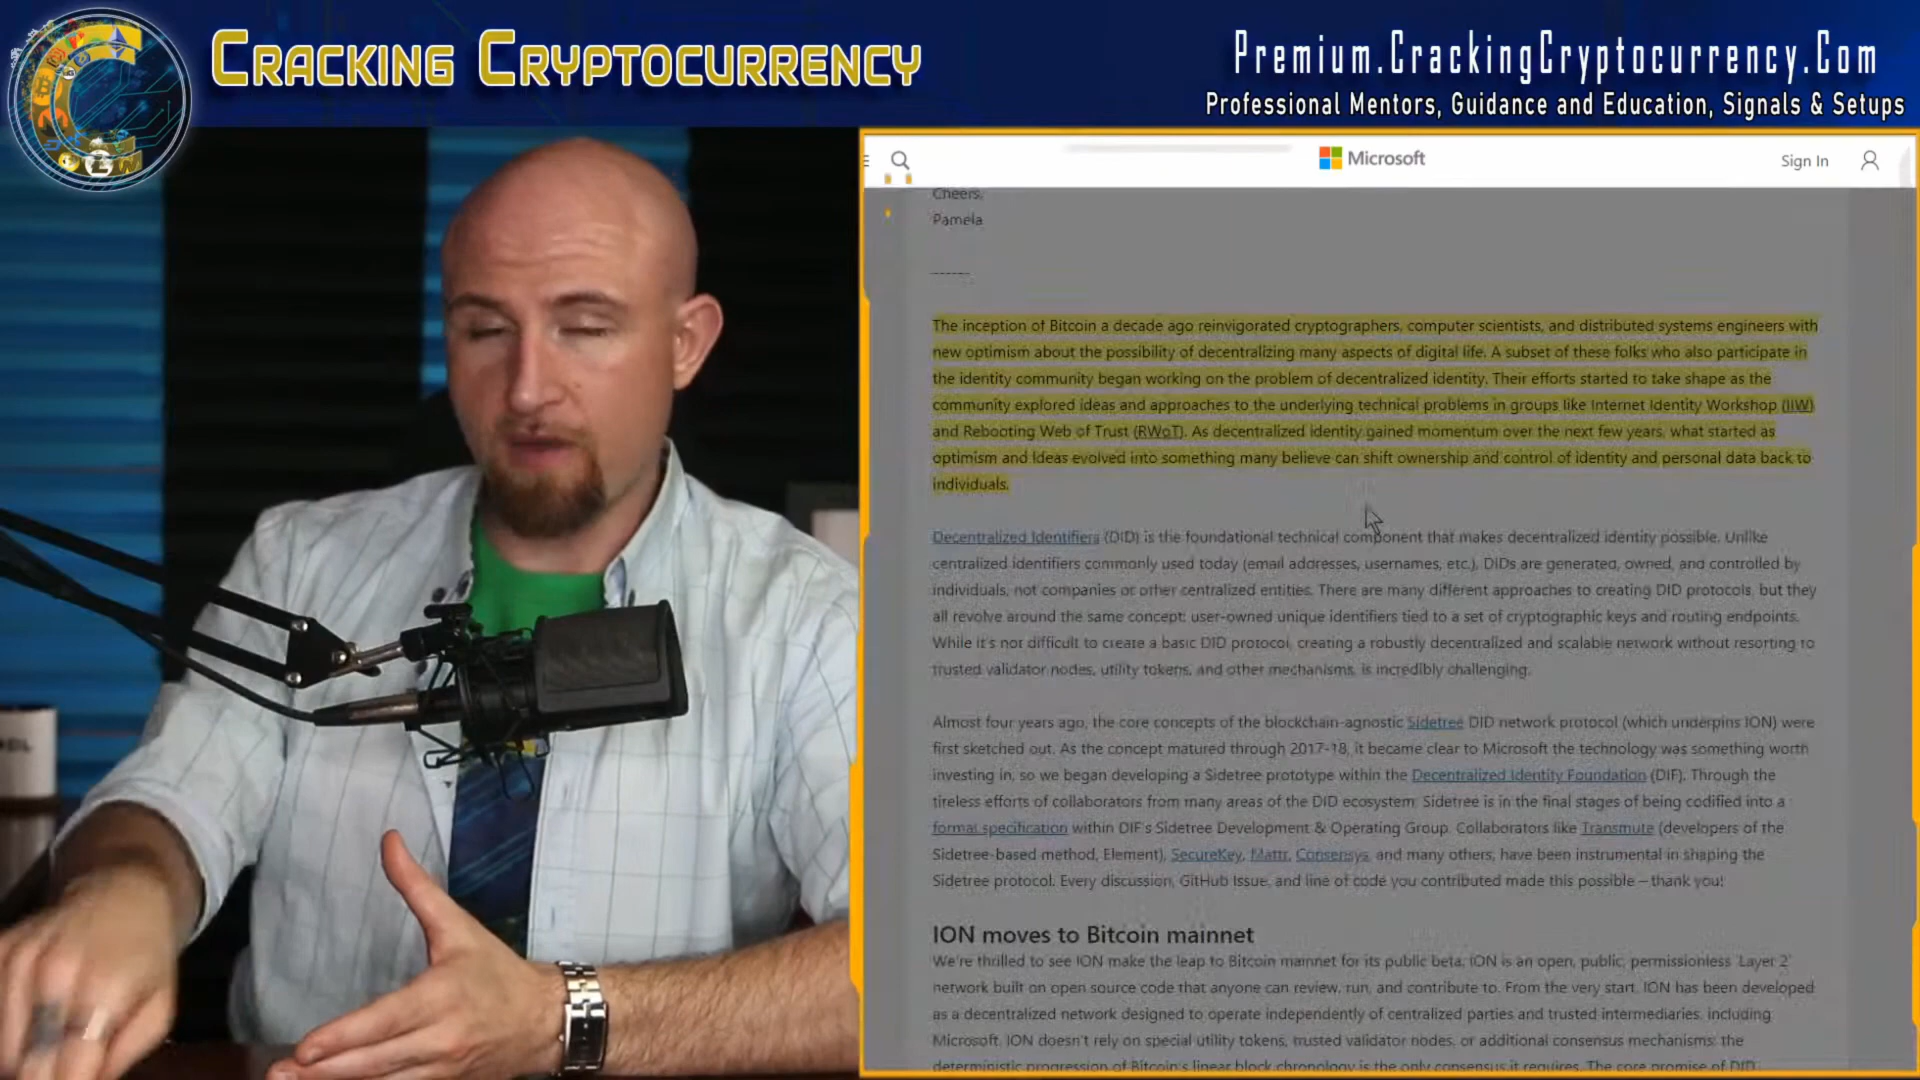 CRACKING CRYPTOCURRENCY
Premium.CrackingCryptocurrency.Com
Professional Mentors, Guidance and Education, Signals & Setups
Microsoft
Sign In
Cheers,
Pamela
------
The inception of Bitcoin a decade ago reinvigorated cryptographers, computer scientists, and distributed systems engineers with
new optimism about the possibility of decentralizing many aspects of digital life. A subset of these folks who also participate in
the identity community began working on the problem of decentralized identity. Their efforts started to take shape as the
community explored ideas and approaches to the underlying technical problems in groups like Internet Identity Workshop (IIW)
and Rebooting Web of Trust (RWoT). As decentralized identity gained momentum over the next few years, what started as
optimism and ideas evolved into something many believe can shift ownership and control of identity and personal data back to
individuals.
Decentralized Identifiers (DID) is the foundational technical component that makes decentralized identity possible. Unlike
centralized identifiers commonly used today (email addresses, usernames, etc.), DIDs are generated, owned, and controlled by
individuals, not companies or other centralized entities. There are many different approaches to creating DID protocols, but they
all revolve around the same concept: user-owned unique identifiers tied to a set of cryptographic keys and routing endpoints.
While it's not difficult to create a basic DID protocol, creating a robustly decentralized and scalable network without resorting to
trusted validator nodes, utility tokens, and other mechanisms, is incredibly challenging.
Almost four years ago, the core concepts of the blockchain-agnostic Sidetree DID network protocol (which underpins ION) were
first sketched out. As the concept matured through 2017-18, it became clear to Microsoft the technology was something worth
investing in, so we began developing a Sidetree prototype within the Decentralized Identity Foundation (DIF). Through the
tireless efforts of collaborators from many areas of the DID ecosystem, Sidetree is in the final stages of being codified into a
formal specification within DIF's Sidetree Development & Operating Group. Collaborators like Transmute (developers of the
Sidetree-based method, Element), SecureKey, Mattr, Consensys, and many others, have been instrumental in shaping the
Sidetree protocol. Every discussion, GitHub Issue, and line of code you contributed made this possible – thank you!
ION moves to Bitcoin mainnet
We're thrilled to see ION make the leap to Bitcoin mainnet for its public beta. ION is an open, public, permissionless 'Layer 2'
network built on open source code that anyone can review, run, and contribute to. From the very start, ION has been developed
as a decentralized network designed to operate independently of centralized parties and trusted intermediaries, including
Microsoft. ION doesn't rely on special utility tokens, trusted validator nodes, or additional consensus mechanisms; the
deterministic progression of Bitcoin's linear block chronology is the only consensus it requires. The core promise of DID